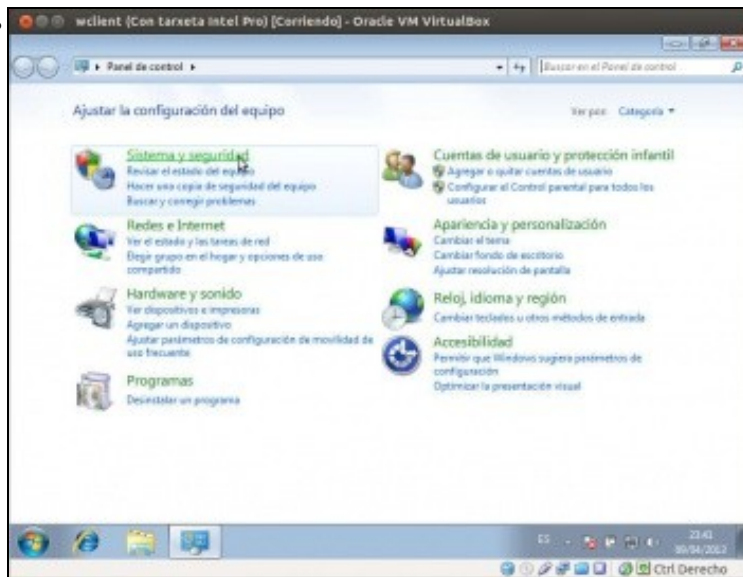 wclient (Con tarxeta Intel Pro) [Corriendo] - Oracle VM VirtualBox
Panel de control
Buscar en el Panel de control
Ajustar la configuración del equipo
Ver por: Categoría
Sistema y seguridad
Revisar el estado del equipo
Hacer una copia de seguridad del equipo
Buscar y corregir problemas
Redes e Internet
Ver el estado y las tareas de red
Elegir grupo en el hogar y opciones de uso
compartido
Hardware y sonido
Ver dispositivos e impresoras
Agregar un dispositivo
Ajustar parámetros de configuración de movilidad de
uso frecuente
Programas
Desinstalar un programa
Cuentas de usuario y protección infantil
Agregar o quitar cuentas de usuario
Configurar el Control parental para todos los
usuarios
Apariencia y personalización
Cambiar el tema
Cambiar fondo de escritorio
Ajustar resolución de pantalla
Reloj, idioma y región
Cambiar teclados u otros métodos de entrada
Accesibilidad
Permitir que Windows sugiera parámetros de
configuración
Optimizar la presentación visual
ES
23:41
09/04/2012
Ctrl Derecho